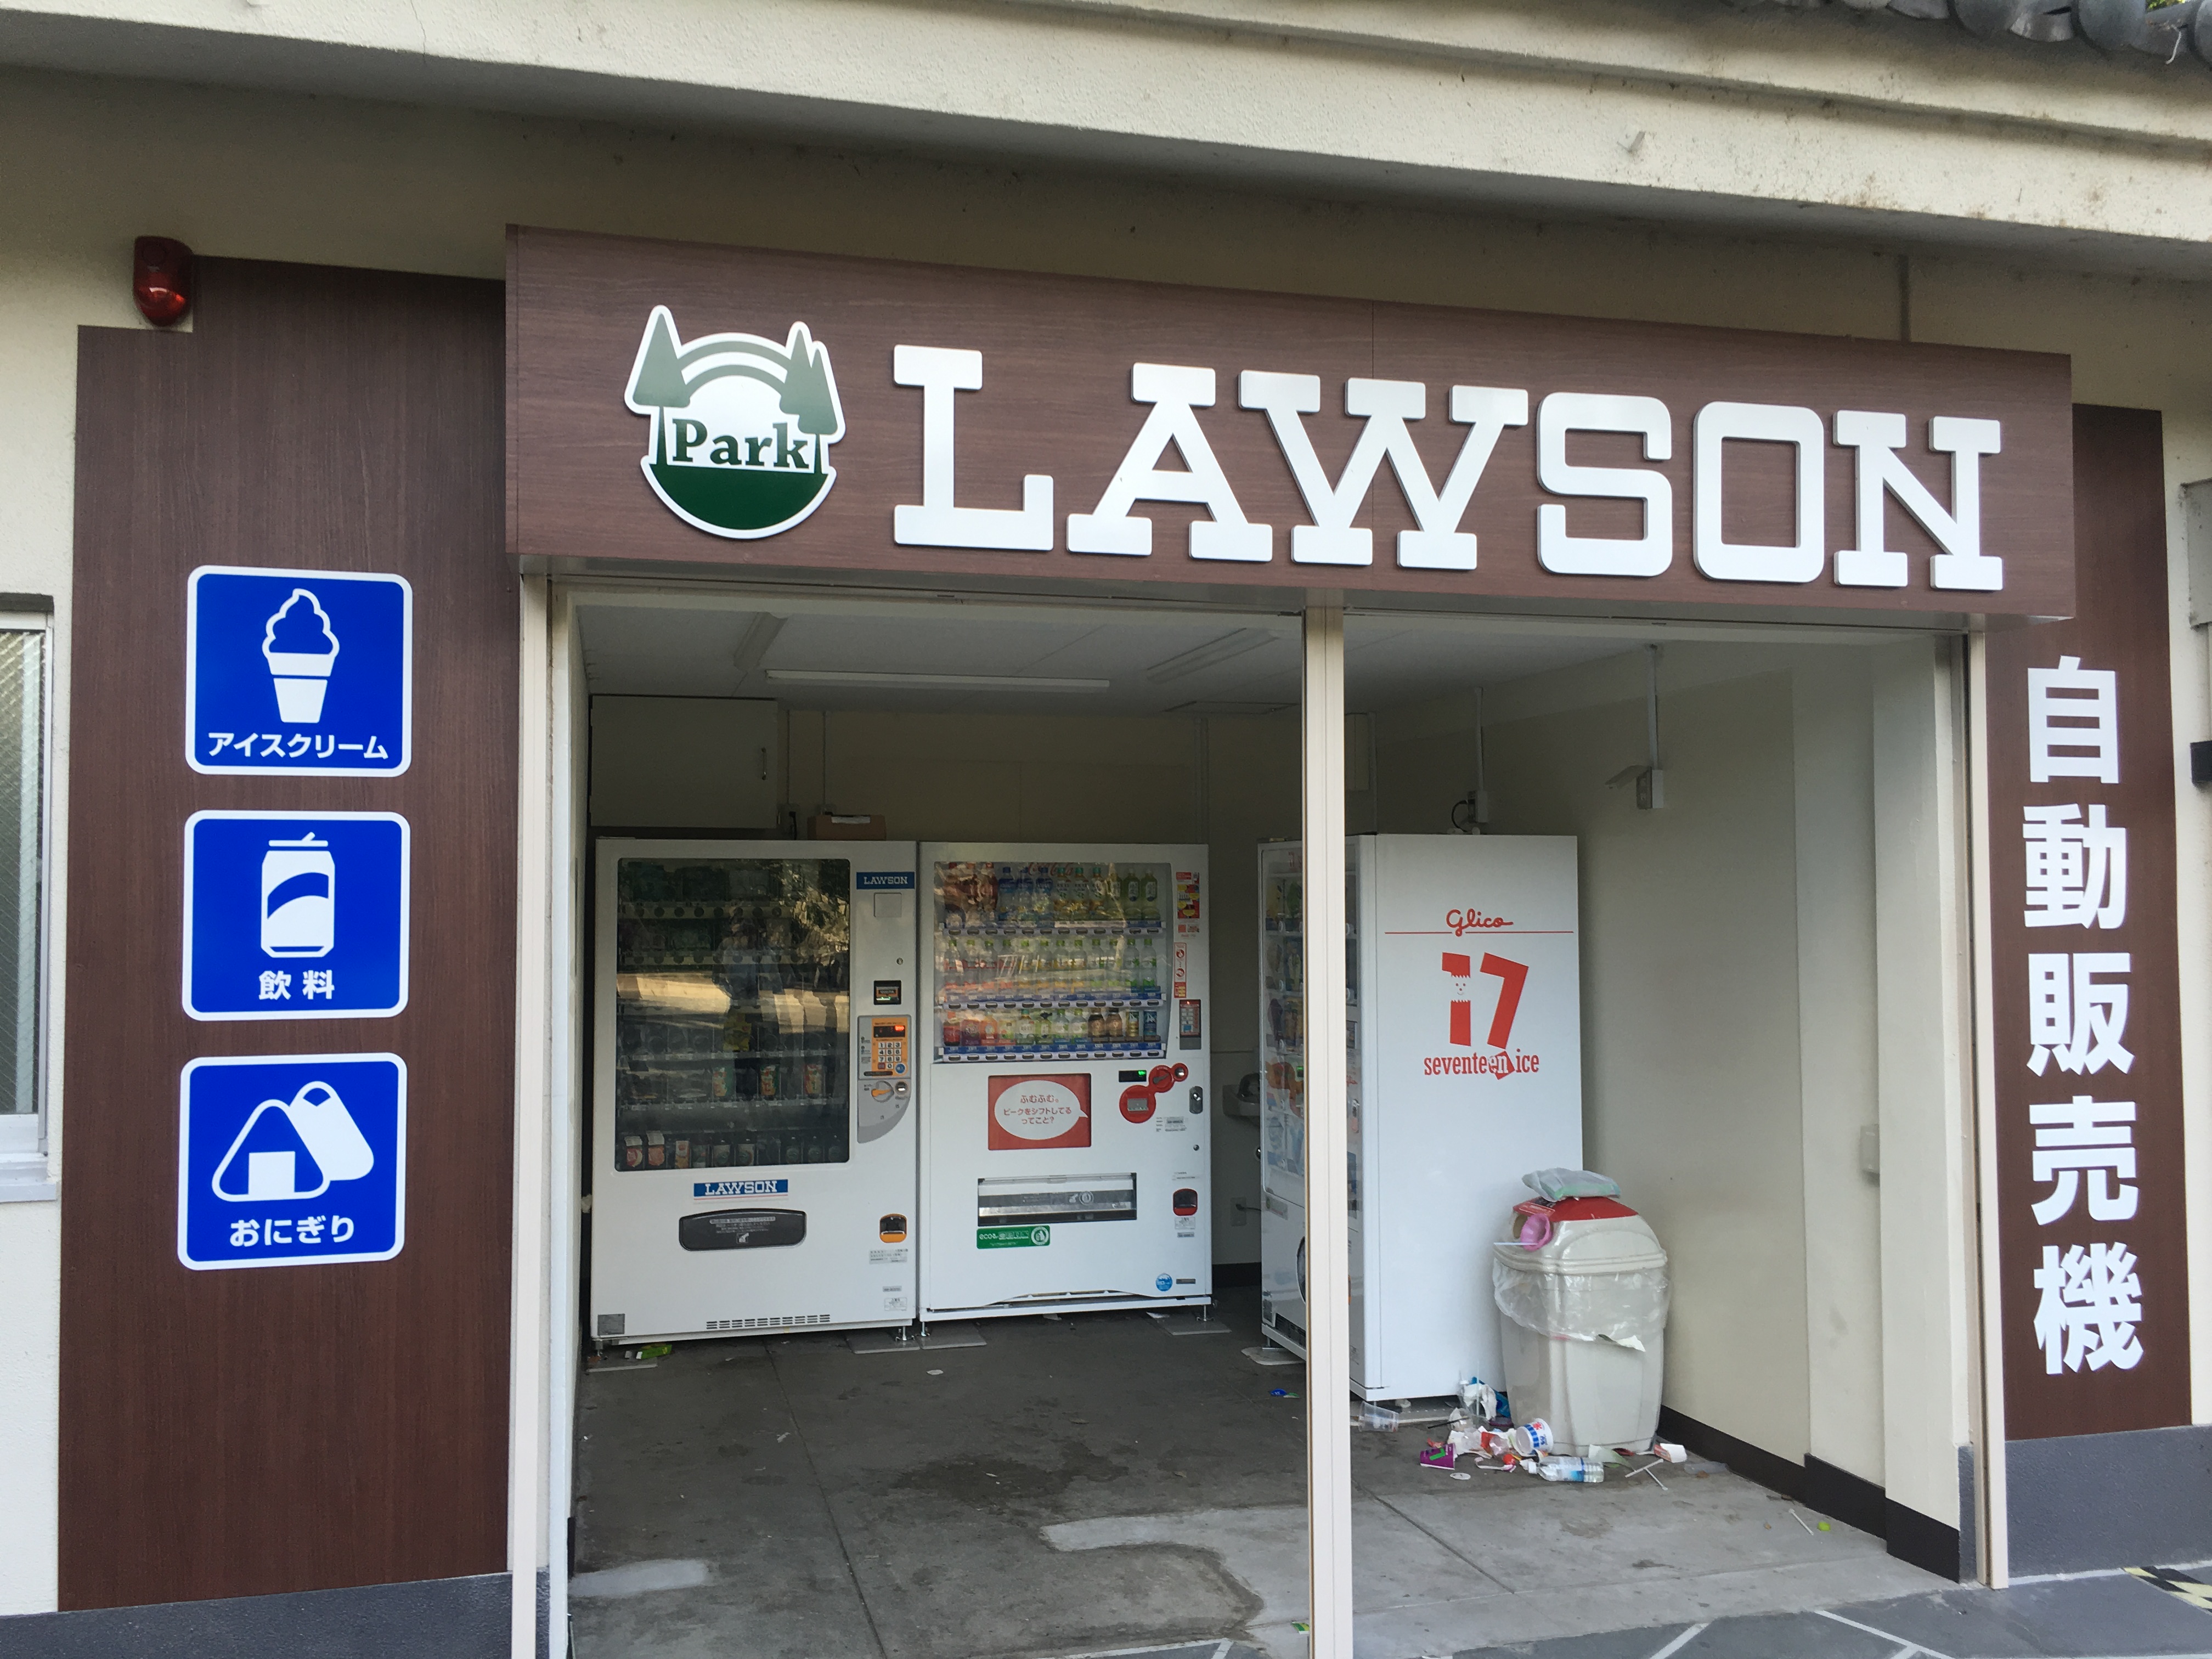 Park
LAWSON
アイスクリーム
飲料
おにぎり
自動販売機
LAWSON
LAWSON
ふむふむ。
ピークをシフトしてる
ってこと?
Glico
17
seventeen ice